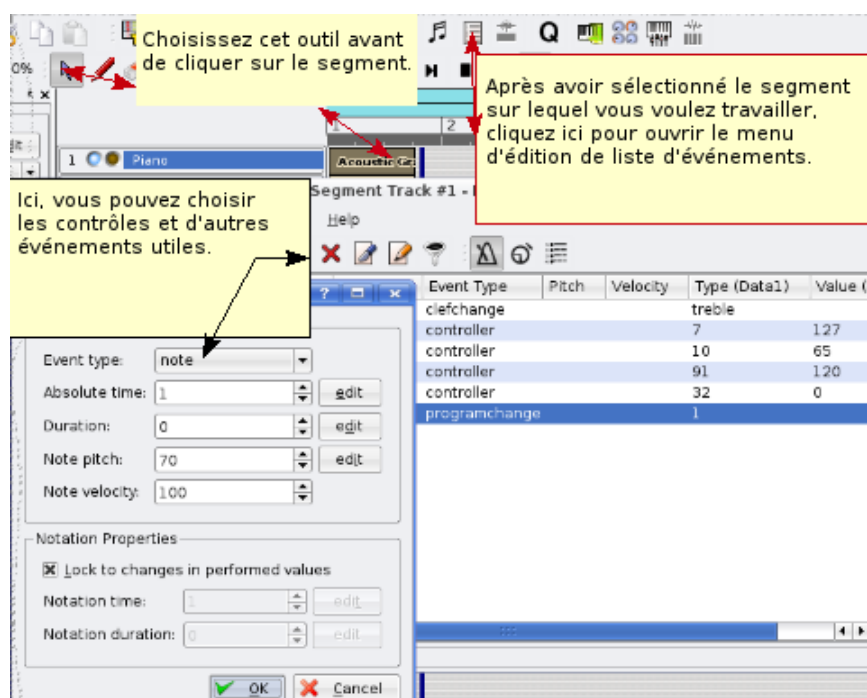 Choisissez cet outil avant
de cliquer sur le segment.
Q
0%
Après avoir sélectionné le segment
sur lequel vous voulez travailler,
cliquez ici pour ouvrir le menu
d'édition de liste d'événements.
2
1 Piano
Acoustic Gr
Ici, vous pouvez choisir
les contrôles et d'autres
événements utiles.
Segment Track #1 -
Help
Event Type Pitch Velocity Type (Data1) Value (
clefchange treble
controller 7 127
controller 10 65
controller 91 120
controller 32 0
programchange 1
Event type: note
Absolute time: 1 edit
Duration: 0 edit
Note pitch: 70 edit
Note velocity: 100
Notation Properties
Lock to changes in performed values
Notation time: 1 edit
Notation duration: 0 edit
OK Cancel